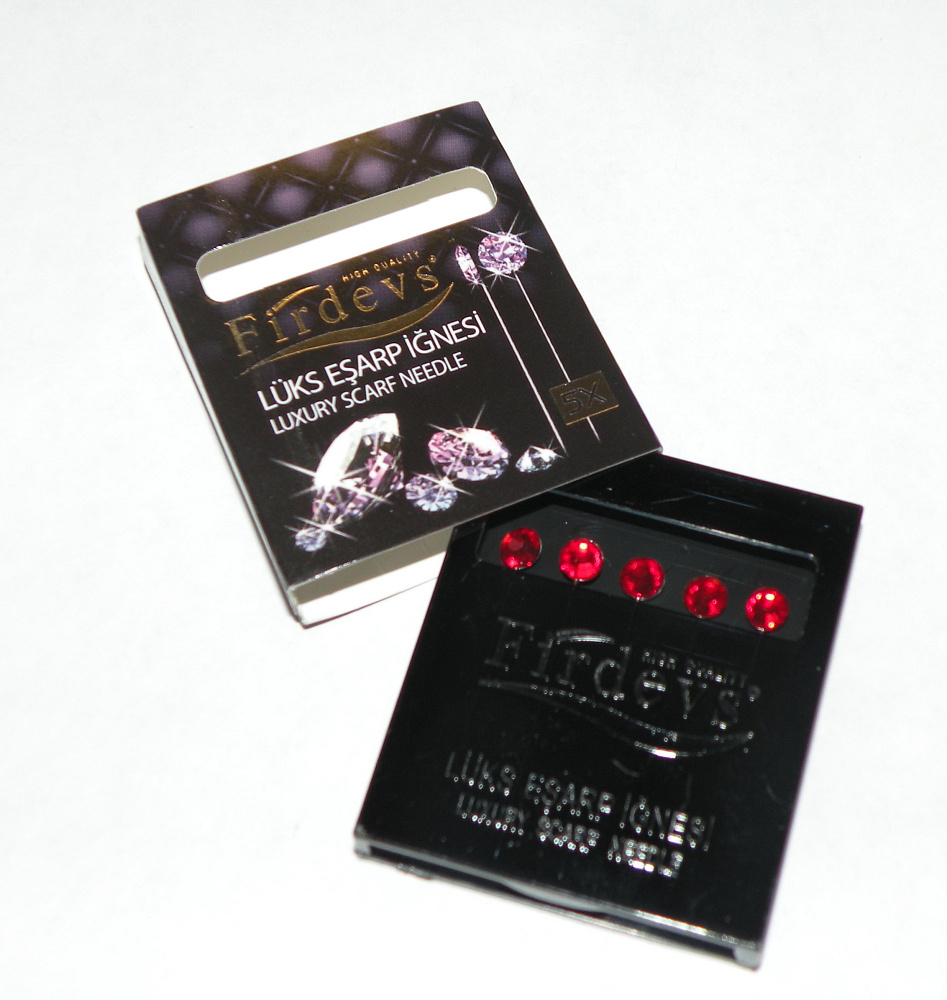 HIGH QUALITY
Firdevs®
LÜKS EŞARP İĞNESİ
LUXURY SCARF NEEDLE
5X
HIGH QUALITY
Firdevs®
LÜKS EŞARP İĞNESİ
LUXURY SCARF NEEDLE